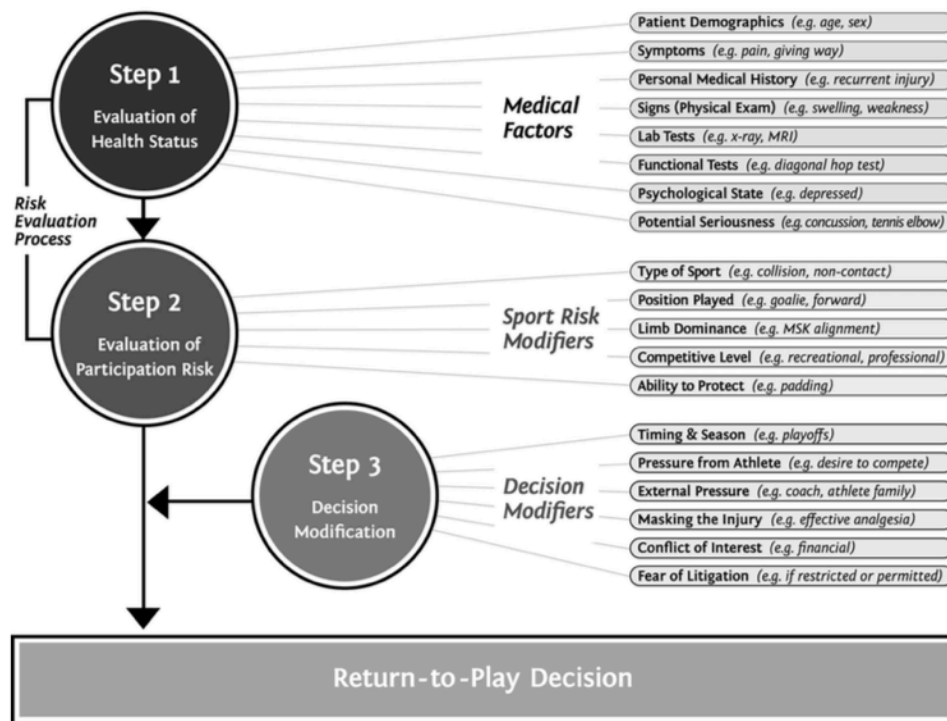 Step 1
Evaluation of
Health Status
Medical
Factors
Patient Demographics (e.g. age, sex)
Symptoms (e.g. pain, giving way)
Personal Medical History (e.g. recurrent injury)
Signs (Physical Exam) (e.g. swelling, weakness)
Lab Tests (e.g. x-ray, MRI)
Functional Tests (e.g. diagonal hop test)
Psychological State (e.g. depressed)
Potential Seriousness (e.g. concussion, tennis elbow)
Risk
Evaluation
Process
Step 2
Evaluation of
Participation Risk
Sport Risk
Modifiers
Type of Sport (e.g. collision, non-contact)
Position Played (e.g. goalie, forward)
Limb Dominance (e.g. MSK alignment)
Competitive Level (e.g. recreational, professional)
Ability to Protect (e.g. padding)
Step 3
Decision
Modification
Decision
Modifiers
Timing & Season (e.g. playoffs)
Pressure from Athlete (e.g. desire to compete)
External Pressure (e.g. coach, athlete family)
Masking the Injury (e.g. effective analgesia)
Conflict of Interest (e.g. financial)
Fear of Litigation (e.g. if restricted or permitted)
Return-to-Play Decision